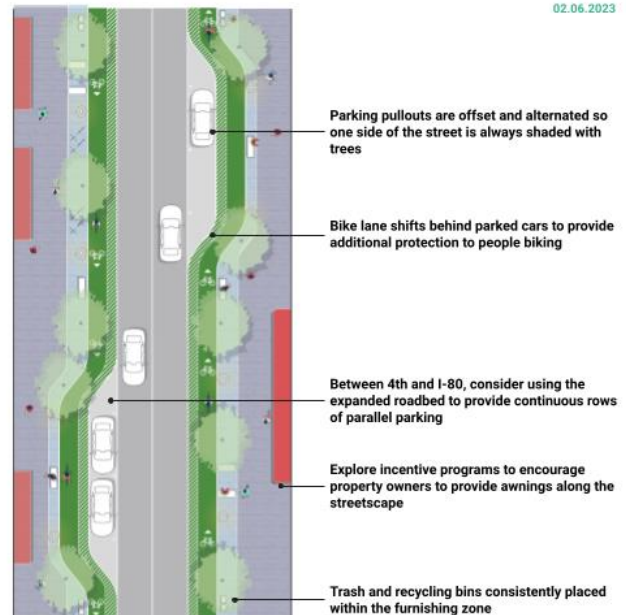 02.06.2023
Parking pullouts are offset and alternated so
one side of the street is always shaded with
trees
Bike lane shifts behind parked cars to provide
additional protection to people biking
Between 4th and I-80, consider using the
expanded roadbed to provide continuous rows
of parallel parking
Explore incentive programs to encourage
property owners to provide awnings along the
streetscape
Trash and recycling bins consistently placed
within the furnishing zone